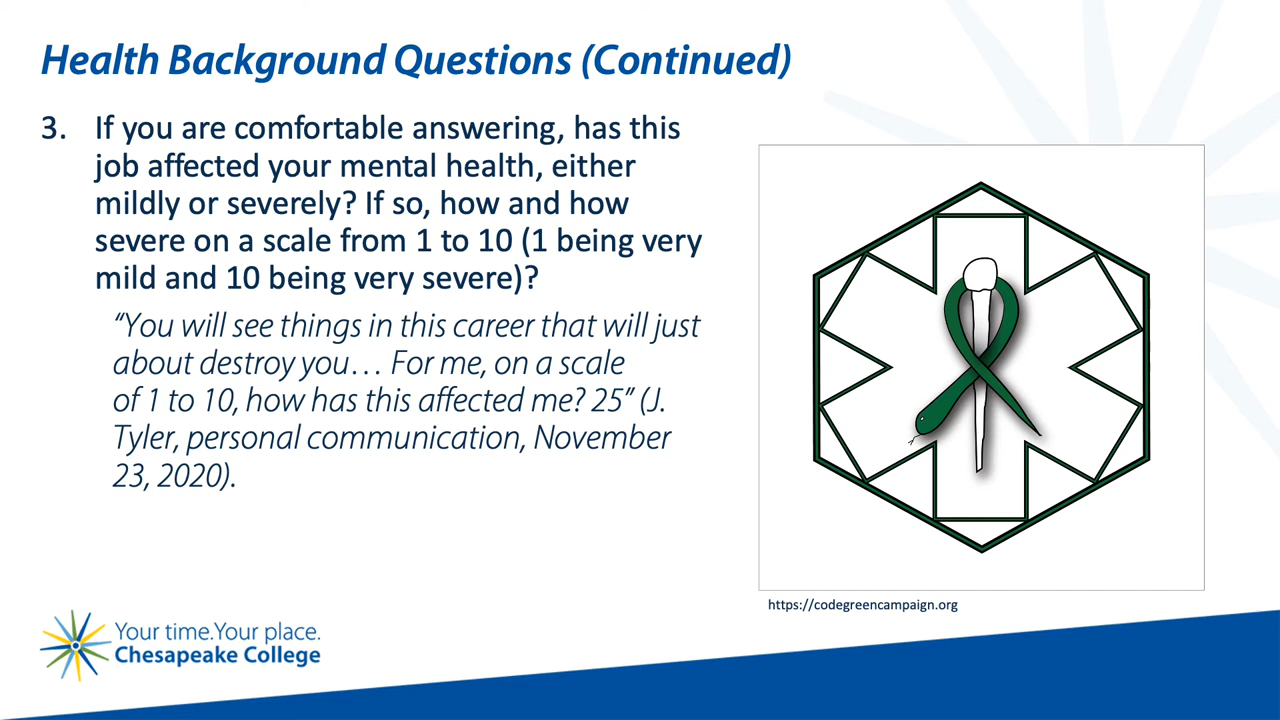 Health Background Questions (Continued)
3. If you are comfortable answering, has this
job affected your mental health, either
mildly or severely? If so, how and how
severe on a scale from 1 to 10 (1 being very
mild and 10 being very severe)?
“You will see things in this career that will just
about destroy you… For me, on a scale
of 1 to 10, how has this affected me? 25” (J.
Tyler, personal communication, November
23, 2020).
https://codegreencampaign.org
Your time.Your place.
Chesapeake College